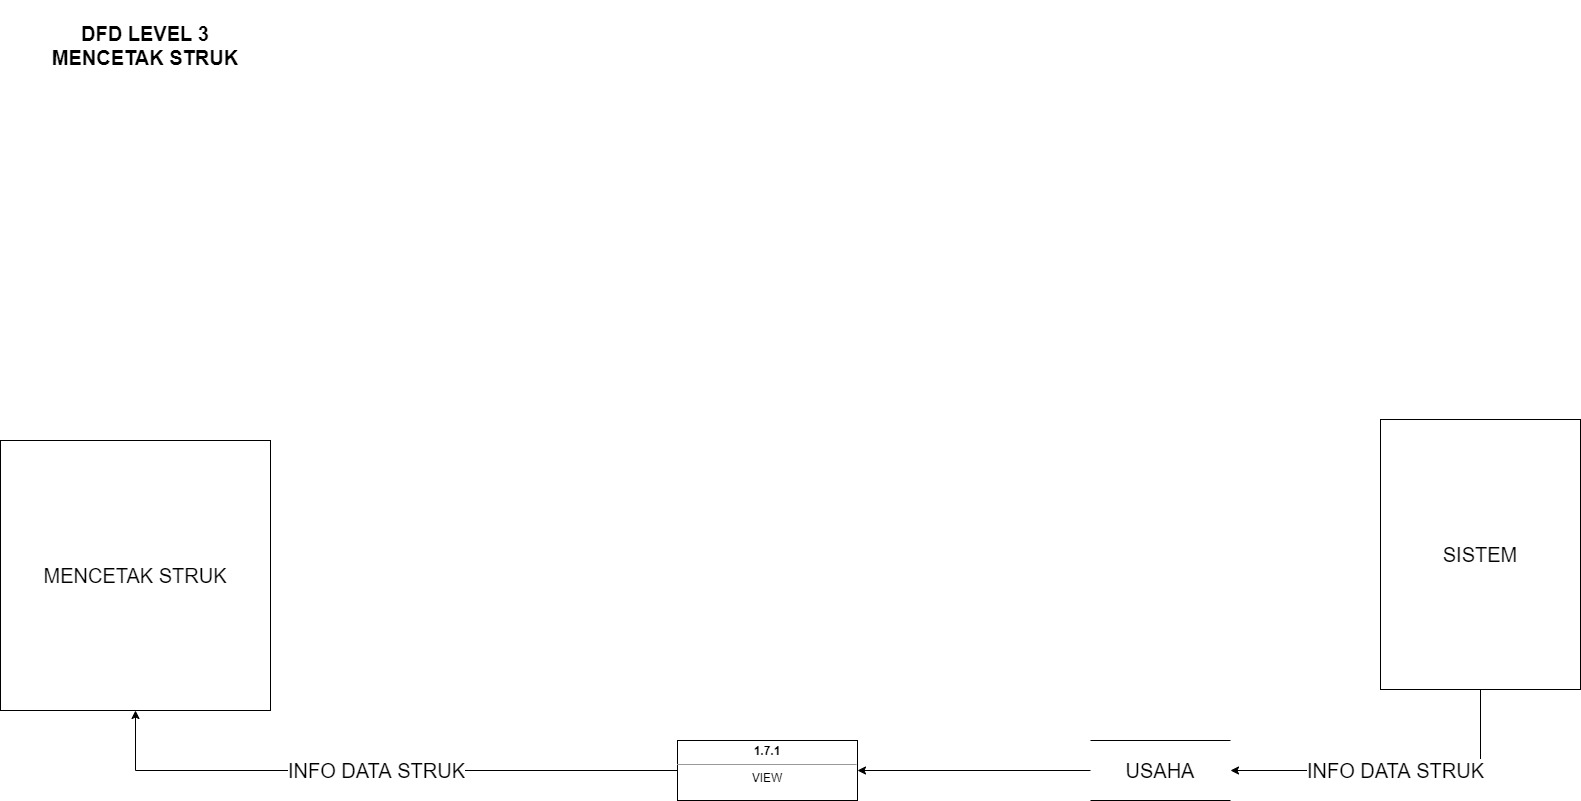 DFD LEVEL 3
MENCETAK STRUK
SISTEM
MENCETAK STRUK
1.7.1
INFO DATA STRUK
VIEW
USAHA
INFO DATA STRUK